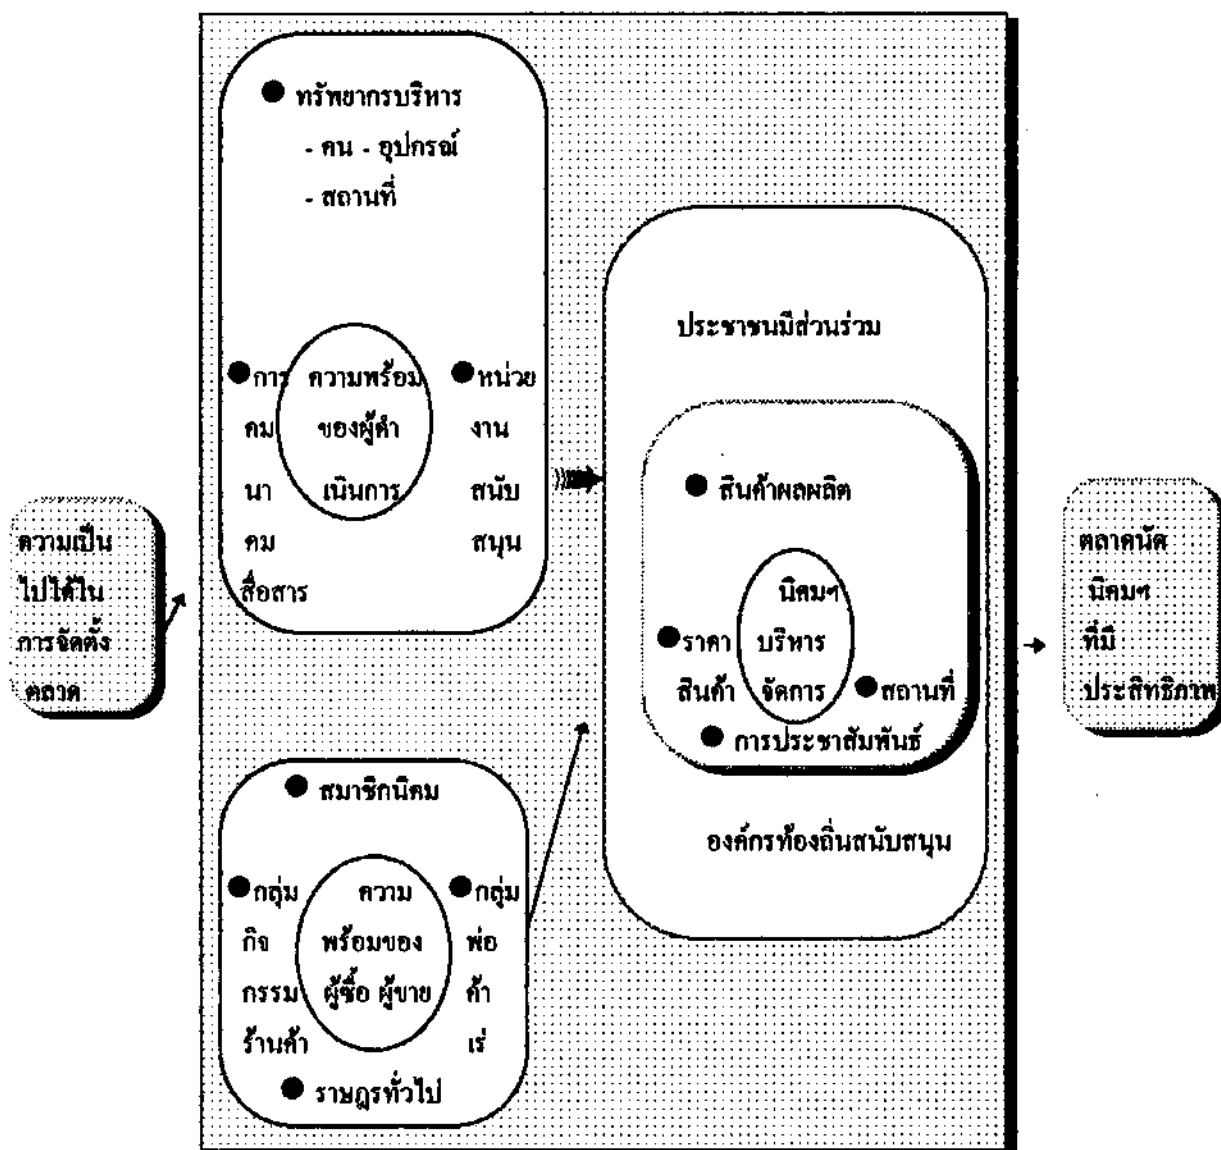 ● ทรัพยากรบริหาร
- คน - อุปกรณ์
- สถานที่
● การ
คม
นา
คม
สื่อสาร
ความพร้อม
ของผู้ดำ
เนินการ
● หน่วย
งาน
สนับ
สนุน
ความเป็น
ไปได้ใน
การจัดตั้ง
ตลาด
● สมาชิกนิคม
● กลุ่ม
กิจ
กรรม
ร้านค้า
ความ
พร้อมของ
ผู้ซื้อ ผู้ขาย
● กลุ่ม
พ่อ
ค้า
เร่
● ราษฎรทั่วไป
ประชาชนมีส่วนร่วม
● สินค้าผลผลิต
● ราคา
สินค้า
นิคมฯ
บริหาร
จัดการ
● สถานที่
● การประชาสัมพันธ์
องค์กรท้องถิ่นสนับสนุน
ตลาดนัด
นิคมฯ
ที่มี
ประสิทธิภาพ